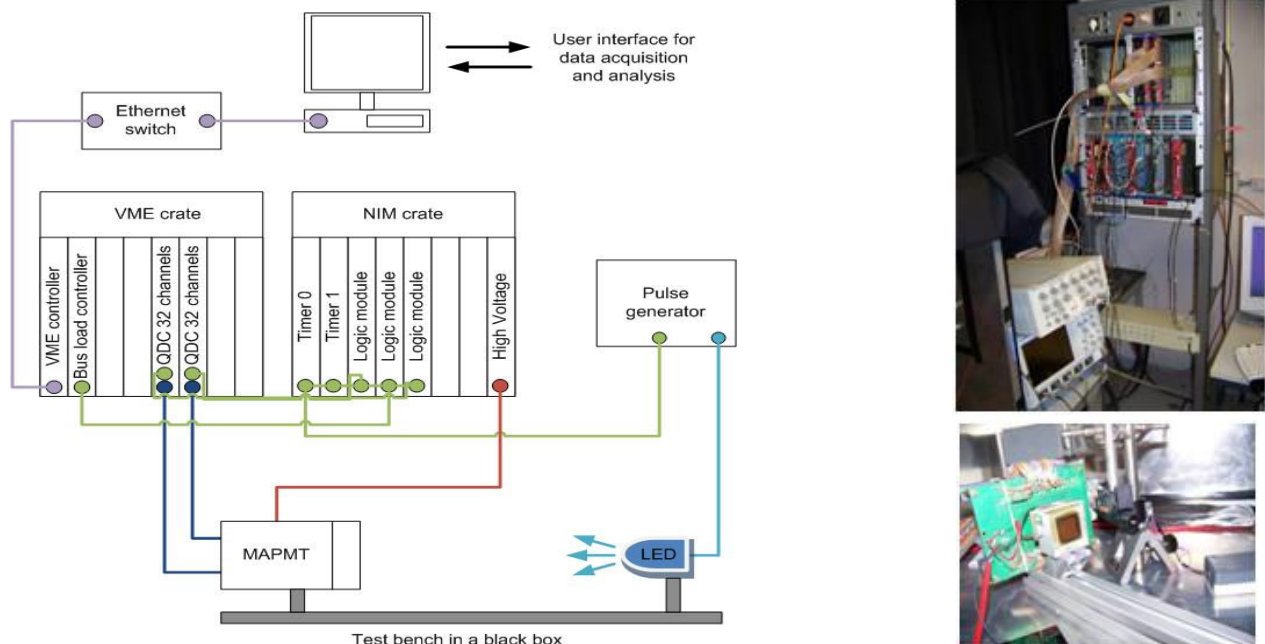 User interface for
data acquisition
and analysis
Ethernet
switch
VME crate
NIM crate
VME controller
Bus load controller
QDC 32 channels
QDC 32 channels
Timer 0
Timer 1
Logic module
Logic module
Logic module
High Voltage
Pulse
generator
MAPMT
LED
Test bench in a black box